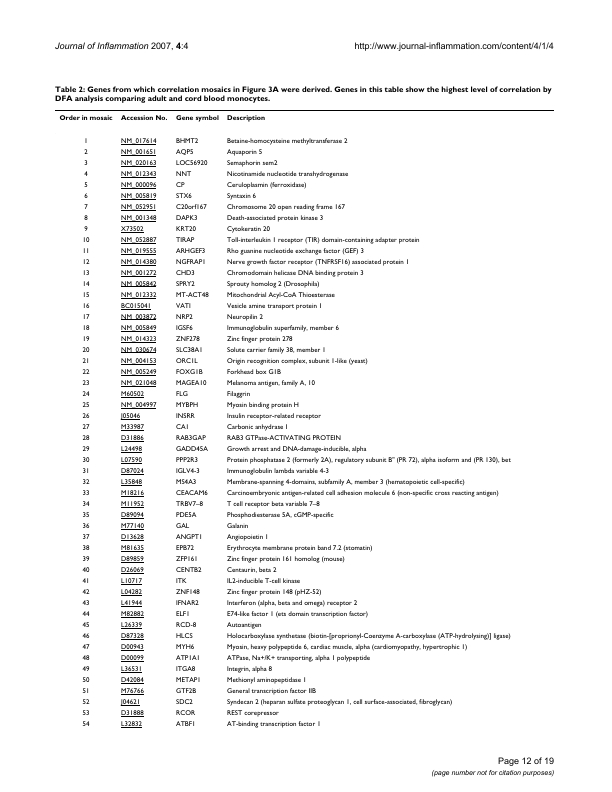 Journal of Inflammation 2007, 4:4 http://www.journal-inflammation.com/content/4/1/4
Table 2: Genes from which correlation mosaics in Figure 3A were derived. Genes in this table show the highest level of correlation by
DFA analysis comparing adult and cord blood monocytes.
Order in mosaic Accession No. Gene symbol Description
1 NM_017614 BHMT2 Betaine-homocysteine methyltransferase 2
2 NM_001651 AQP5 Aquaporin 5
3 NM_020163 LOC56920 Semaphorin sem2
4 NM_012343 NNT Nicotinamide nucleotide transhydrogenase
5 NM_000096 CP Ceruloplasmin (ferroxidase)
6 NM_005819 STX6 Syntaxin 6
7 NM_052951 C20orf167 Chromosome 20 open reading frame 167
8 NM_001348 DAPK3 Death-associated protein kinase 3
9 X73502 KRT20 Cytokeratin 20
10 NM_052887 TIRAP Toll-interleukin 1 receptor (TIR) domain-containing adapter protein
11 NM_019555 ARHGEF3 Rho guanine nucleotide exchange factor (GEF) 3
12 NM_014380 NGFRAP1 Nerve growth factor receptor (TNFRSF16) associated protein 1
13 NM_001272 CHD3 Chromodomain helicase DNA binding protein 3
14 NM_005842 SPRY2 Sprouty homolog 2 (Drosophila)
15 NM_012332 MT-ACT48 Mitochondrial Acyl-CoA Thioesterase
16 BC015041 VAT1 Vesicle amine transport protein 1
17 NM_003872 NRP2 Neuropilin 2
18 NM_005849 IGSF6 Immunoglobulin superfamily, member 6
19 NM_014323 ZNF278 Zinc finger protein 278
20 NM_030674 SLC38A1 Solute carrier family 38, member 1
21 NM_004153 ORC1L Origin recognition complex, subunit 1-like (yeast)
22 NM_005249 FOXG1B Forkhead box G1B
23 NM_021048 MAGEA10 Melanoma antigen, family A, 10
24 M60502 FLG Filaggrin
25 NM_004997 MYBPH Myosin binding protein H
26 J05046 INSRR Insulin receptor-related receptor
27 M33987 CA1 Carbonic anhydrase 1
28 D31886 RAB3GAP RAB3 GTPase-ACTIVATING PROTEIN
29 L24498 GADD45A Growth arrest and DNA-damage-inducible, alpha
30 L07590 PPP2R3 Protein phosphatase 2 (formerly 2A), regulatory subunit B" (PR 72), alpha isoform and (PR 130), bet
31 D87024 IGLV4-3 Immunoglobulin lambda variable 4-3
32 L35848 MS4A3 Membrane-spanning 4-domains, subfamily A, member 3 (hematopoietic cell-specific)
33 M18216 CEACAM6 Carcinoembryonic antigen-related cell adhesion molecule 6 (non-specific cross reacting antigen)
34 M11952 TRBV7–8 T cell receptor beta variable 7–8
35 D89094 PDE5A Phosphodiesterase 5A, cGMP-specific
36 M77140 GAL Galanin
37 D13628 ANGPT1 Angiopoietin 1
38 M81635 EPB72 Erythrocyte membrane protein band 7.2 (stomatin)
39 D89859 ZFP161 Zinc finger protein 161 homolog (mouse)
40 D26069 CENTB2 Centaurin, beta 2
41 L10717 ITK IL2-inducible T-cell kinase
42 L04282 ZNF148 Zinc finger protein 148 (pHZ-52)
43 L41944 IFNAR2 Interferon (alpha, beta and omega) receptor 2
44 M82882 ELF1 E74-like factor 1 (ets domain transcription factor)
45 L26339 RCD-8 Autoantigen
46 D87328 HLCS Holocarboxylase synthetase (biotin-[proprionyl-Coenzyme A-carboxylase (ATP-hydrolysing)] ligase)
47 D00943 MYH6 Myosin, heavy polypeptide 6, cardiac muscle, alpha (cardiomyopathy, hypertrophic 1)
48 D00099 ATP1A1 ATPase, Na+/K+ transporting, alpha 1 polypeptide
49 L36531 ITGA8 Integrin, alpha 8
50 D42084 METAP1 Methionyl aminopeptidase 1
51 M76766 GTF2B General transcription factor IIB
52 J04621 SDC2 Syndecan 2 (heparan sulfate proteoglycan 1, cell surface-associated, fibroglycan)
53 D31888 RCOR REST corepressor
54 L32832 ATBF1 AT-binding transcription factor 1
Page 12 of 19
(page number not for citation purposes)